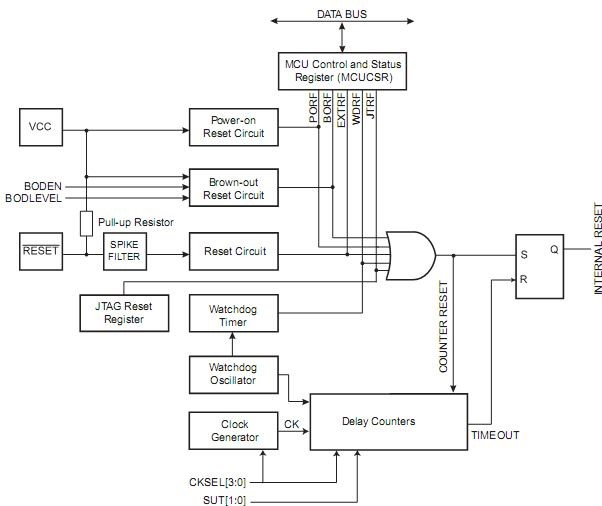 DATA BUS
MCU Control and Status
Register (MCUCSR)
PORF
BORF
EXTRF
WDRF
JTRF
VCC
Power-on
Reset Circuit
Brown-out
Reset Circuit
BODEN
BODLEVEL
Pull-up Resistor
RESET
SPIKE
FILTER
Reset Circuit
JTAG Reset
Register
Watchdog
Timer
Watchdog
Oscillator
Clock
Generator
CK
Delay Counters
COUNTER RESET
S
Q
R
INTERNAL RESET
TIMEOUT
CKSEL[3:0]
SUT[1:0]